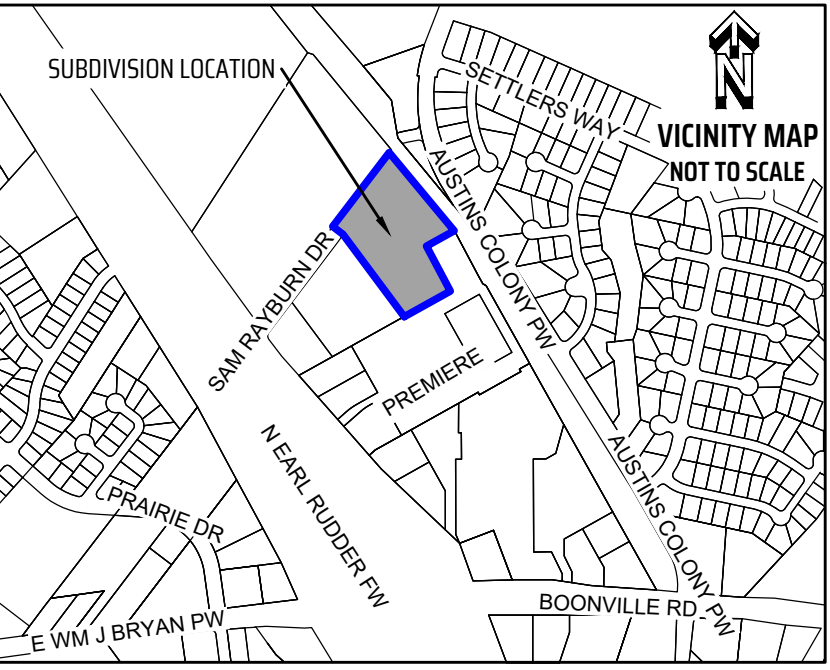 SUBDIVISION LOCATION
SETTLERS WAY
N
VICINITY MAP
NOT TO SCALE
AUSTINS COLONY PW
SAM RAYBURN DR
PREMIERE
N EARL RUDDER FW
AUSTINS COLONY PW
PRAIRIE DR
BOONVILLE RD
E WM J BRYAN PW